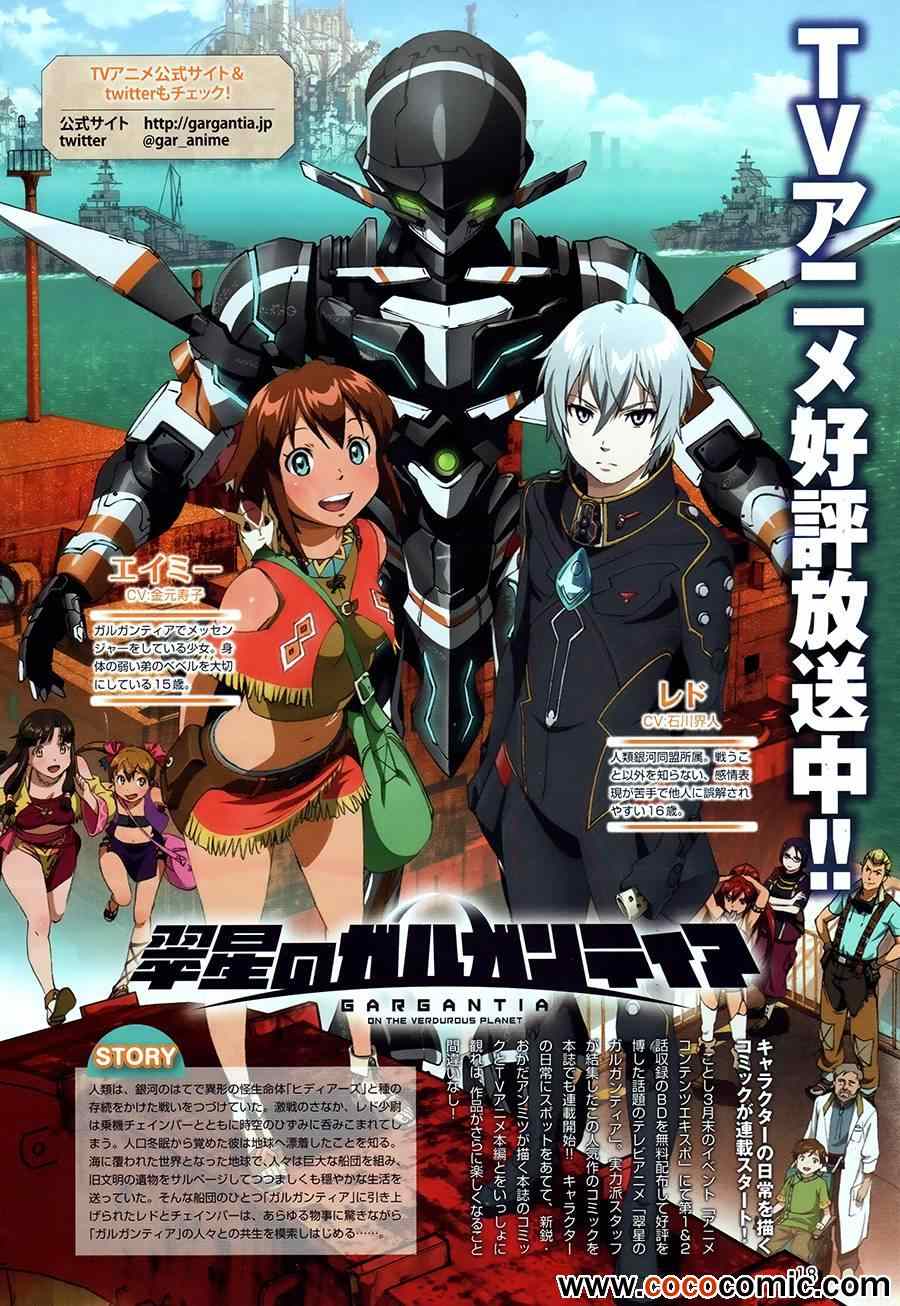 TVアニメ公式サイト&
twitterもチェック!
公式サイト http://gargantia.jp
twitter @gar_anime
TVアニメ好評放送中!!
エイミー
CV:金元寿子
ガルガンティアでメッセン
ジャーをしている少女。身
体の弱い弟のベベルを大切
にしている15歳。
レド
CV:石川界人
人類銀河同盟所属。戦うこ
と以外を知らない、感情表
現が苦手で他人に誤解され
やすい16歳。
翠星のガルガンティア
GARGANTIA
ON THE VERDUROUS PLANET
キャラクターの日常を描く
コミックが連載スタート!
ことし3月末のイベント「アニメ
コンテンツエキスポ」にて第1&2
話収録のBDを無料配布して好評を
博した話題のテレビアニメ「翠星の
ガルガンティア」。実力派スタッフ
が結集したこの人気作のコミックを
本誌でも連載開始!! キャラクター
の日常にスポットをあてて、新鋭・
おかだアンミツが描く本誌のコミッ
クとTVアニメ本編とをいっしょに
観れば、作品がさらに楽しくなること
間違いなし!
STORY
人類は、銀河のはてで異形の怪生命体「ヒディアーズ」と種の
存続をかけた戦いをつづけていた。激戦のさなか、レド少尉
は乗機チェインバーとともに時空のひずみに呑みこまれてし
まう。人口冬眠から覚めた彼は地球へ漂着したことを知る。
海に覆われた世界となった地球で、人々は巨大な船団を組み、
旧文明の遺物をサルベージしてつつましくも穏やかな生活を
送っていた。そんな船団のひとつ「ガルガンティア」に引き上
げられたレドとチェインバーは、あらゆる物事に驚きながら
「ガルガンティア」の人々との共生を模索しはじめる……。
18
www.cococomic.com